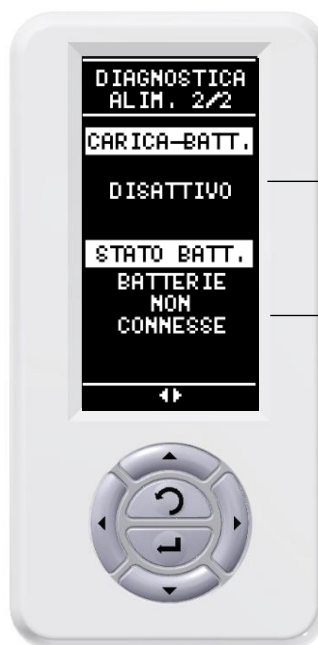 DIAGNOSTICA
ALIM. 2/2
CARICA-BATT.
DISATTIVO
STATO BATT.
BATTERIE
NON
CONNESSE